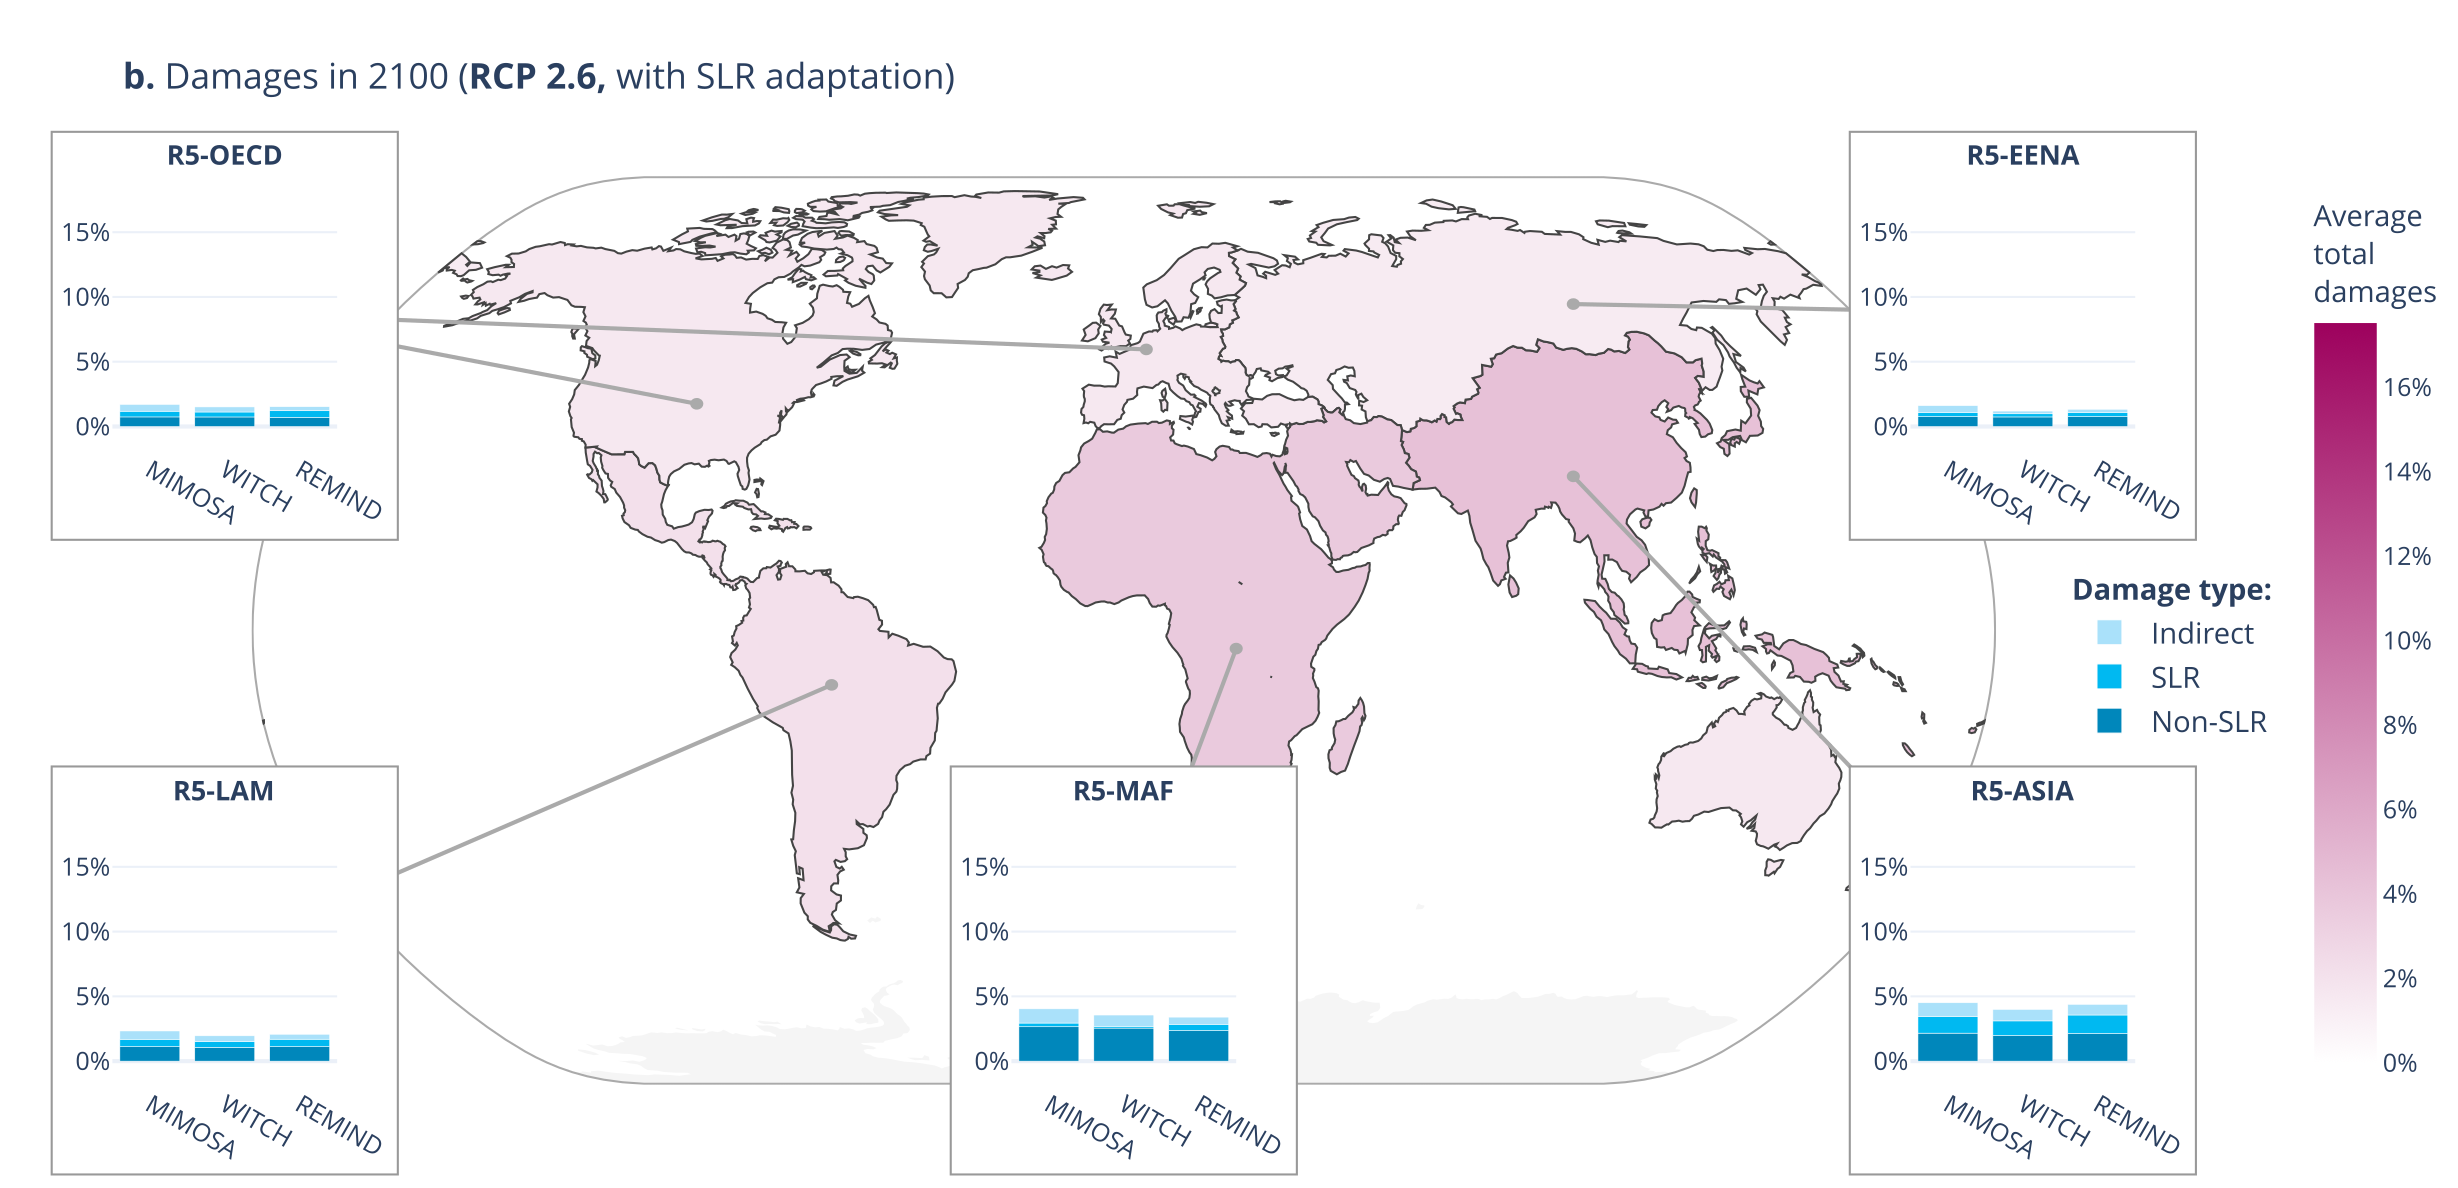 b. Damages in 2100 (RCP 2.6, with SLR adaptation)
R5-OECD
15%
10%
5%
0%
MIMOSA
WITCH
REMIND
R5-EENA
15%
10%
5%
0%
MIMOSA
WITCH
REMIND
Average
total
damages
16%
14%
12%
10%
8%
6%
4%
2%
0%
Damage type:
Indirect
SLR
Non-SLR
R5-LAM
15%
10%
5%
0%
MIMOSA
WITCH
REMIND
R5-MAF
15%
10%
5%
0%
MIMOSA
WITCH
REMIND
R5-ASIA
15%
10%
5%
0%
MIMOSA
WITCH
REMIND